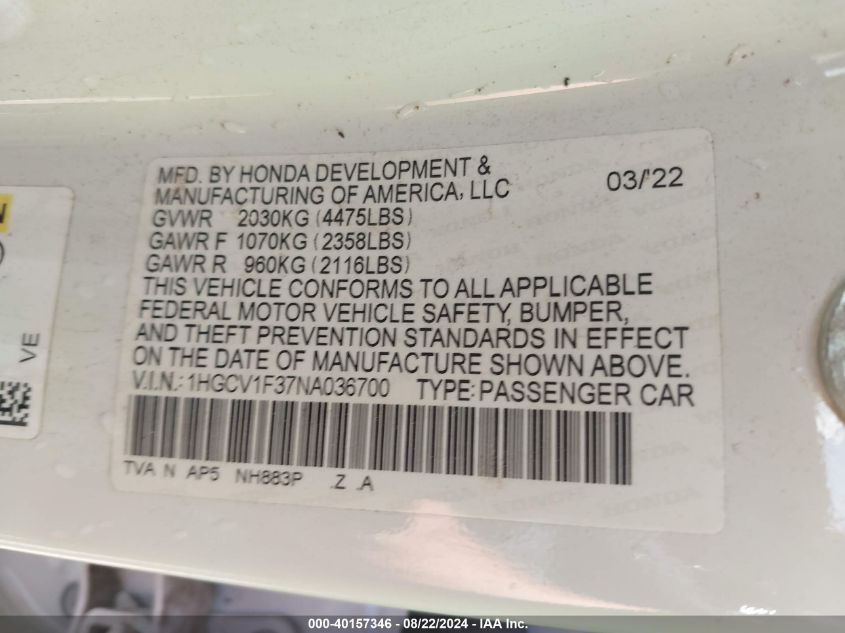 MFD. BY HONDA DEVELOPMENT &
MANUFACTURING OF AMERICA, LLC 03/'22
GVWR 2030KG (4475LBS)
GAWR F 1070KG (2358LBS)
GAWR R 960KG (2116LBS)
THIS VEHICLE CONFORMS TO ALL APPLICABLE
FEDERAL MOTOR VEHICLE SAFETY, BUMPER,
AND THEFT PREVENTION STANDARDS IN EFFECT
ON THE DATE OF MANUFACTURE SHOWN ABOVE.
V.I.N.: 1HGCV1F37NA036700 TYPE: PASSENGER CAR
TVA N AP5 NH883P .Z .A
VE
000-40157346 - 08/22/2024 - IAA Inc.